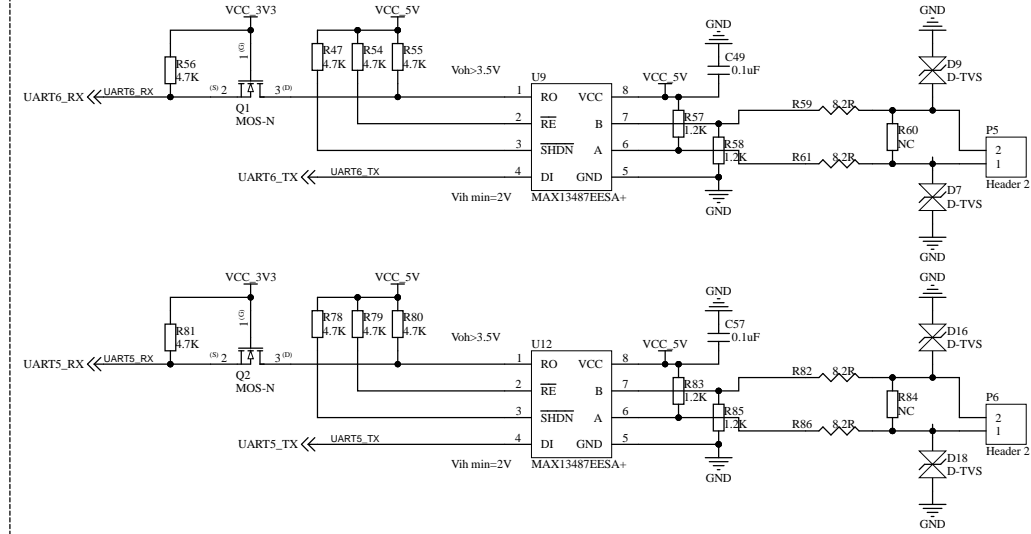 VCC_3V3
VCC_5V
GND
GND
R56
4.7K
1 (G)
R47
4.7K
R54
4.7K
R55
4.7K
Voh>3.5V
U9
VCC_5V
C49
0.1uF
D9
D-TVS
UART6_RX
UART6_RX
(S) 2
3 (D)
Q1
MOS-N
1 RO
VCC 8
2 RE
B 7
3 SHDN
A 6
4 DI
GND 5
R57
1.2K
R58
1.2K
R59 8.2R
R60
NC
R61 8.2R
P5
2
1
Header 2
UART6_TX
UART6_TX
Vih min=2V
MAX13487EESA+
GND
D7
D-TVS
GND
VCC_3V3
VCC_5V
GND
GND
R81
4.7K
1 (G)
R78
4.7K
R79
4.7K
R80
4.7K
Voh>3.5V
U12
VCC_5V
C57
0.1uF
D16
D-TVS
UART5_RX
UART5_RX
(S) 2
3 (D)
Q2
MOS-N
1 RO
VCC 8
2 RE
B 7
3 SHDN
A 6
4 DI
GND 5
R83
1.2K
R85
1.2K
R82 8.2R
R84
NC
R86 8.2R
P6
2
1
Header 2
UART5_TX
UART5_TX
Vih min=2V
MAX13487EESA+
GND
D18
D-TVS
GND